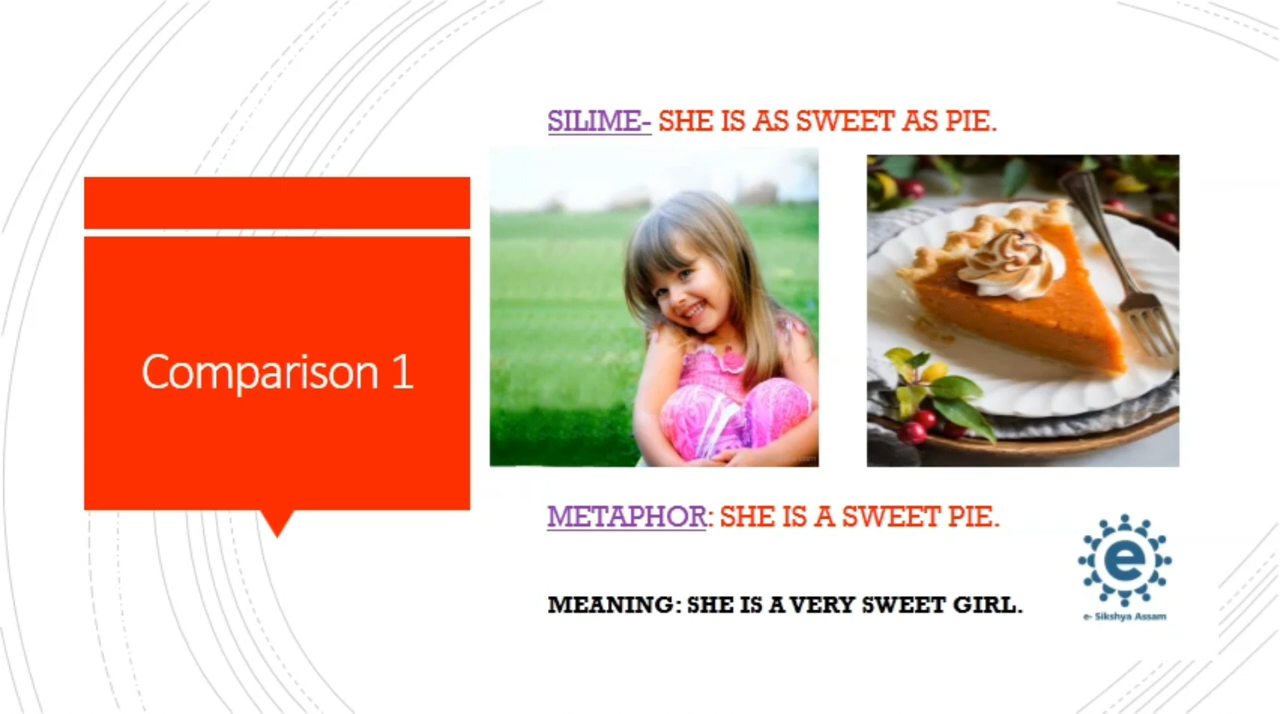 SILIME- SHE IS AS SWEET AS PIE.
Comparison 1
METAPHOR: SHE IS A SWEET PIE.
MEANING: SHE IS A VERY SWEET GIRL.
e
e- Sikshya Assam